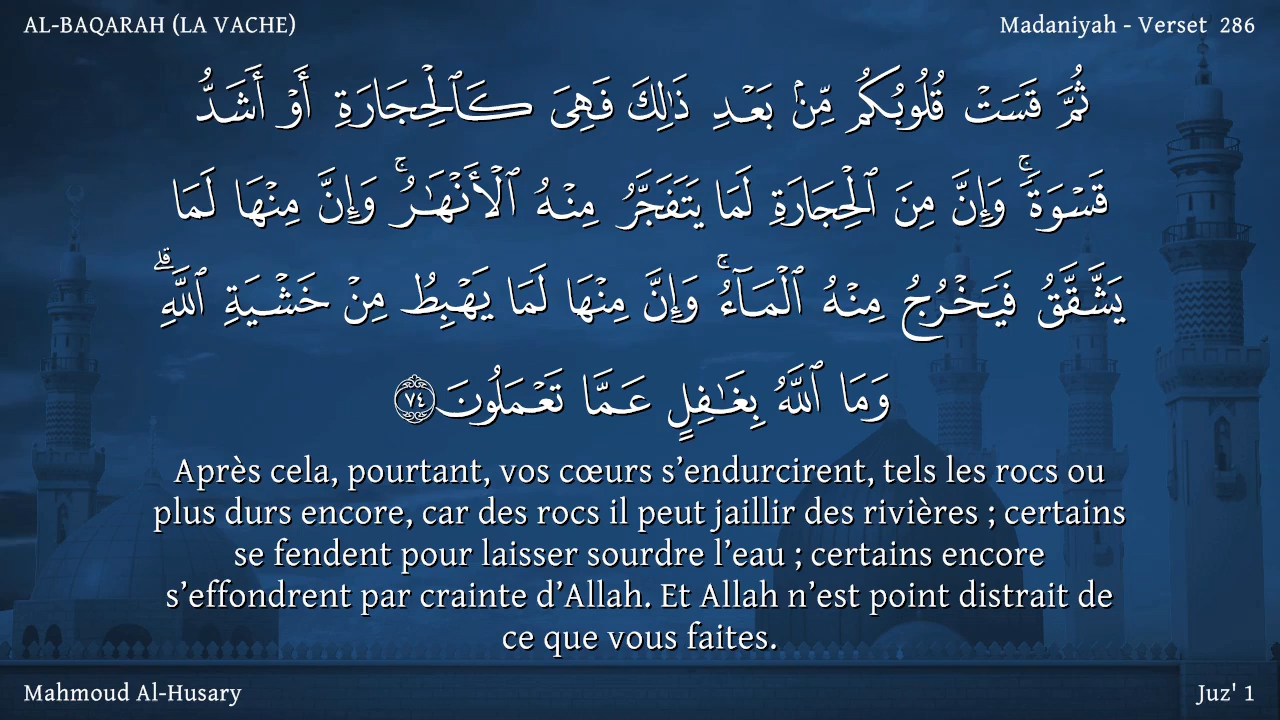 AL-BAQARAH (LA VACHE)
Madaniyah - Verset 286
ثُمَّ قَسَتْ قُلُوبُكُم مِّنۢ بَعْدِ ذَٰلِكَ فَهِىَ كَٱلْحِجَارَةِ أَوْ أَشَدُّ
قَسْوَةً ۚ وَإِنَّ مِنَ ٱلْحِجَارَةِ لَمَا يَتَفَجَّرُ مِنْهُ ٱلْأَنْهَـٰرُ ۚ وَإِنَّ مِنْهَا لَمَا
يَشَّقَّقُ فَيَخْرُجُ مِنْهُ ٱلْمَآءُ ۚ وَإِنَّ مِنْهَا لَمَا يَهْبِطُ مِنْ خَشْيَةِ ٱللَّهِ ۗ
وَمَا ٱللَّهُ بِغَـٰفِلٍ عَمَّا تَعْمَلُونَ ٧٤
Après cela, pourtant, vos cœurs s’endurcirent, tels les rocs ou
plus durs encore, car des rocs il peut jaillir des rivières ; certains
se fendent pour laisser sourdre l’eau ; certains encore
s’effondrent par crainte d’Allah. Et Allah n’est point distrait de
ce que vous faites.
Mahmoud Al-Husary
Juz' 1